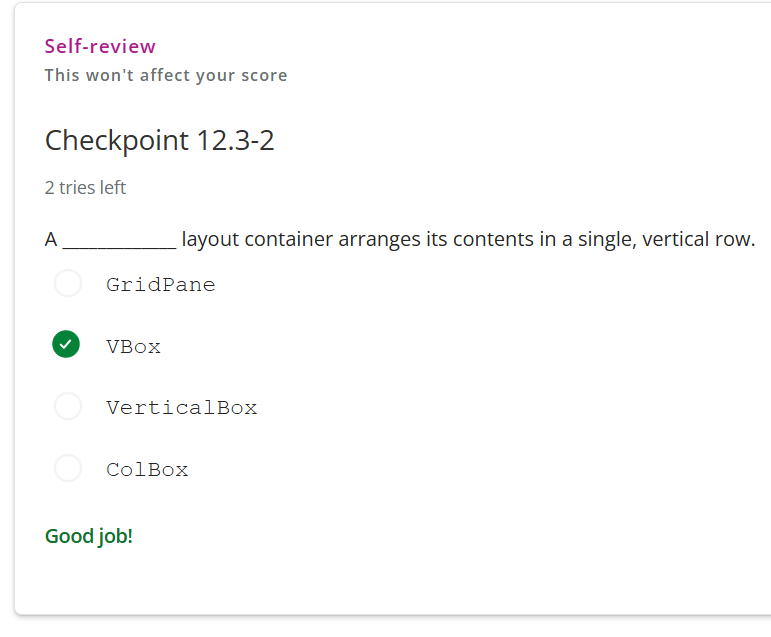 Self-review
This won't affect your score
Checkpoint 12.3-2
2 tries left
A _____________ layout container arranges its contents in a single, vertical row.
GridPane
VBox
VerticalBox
ColBox
Good job!